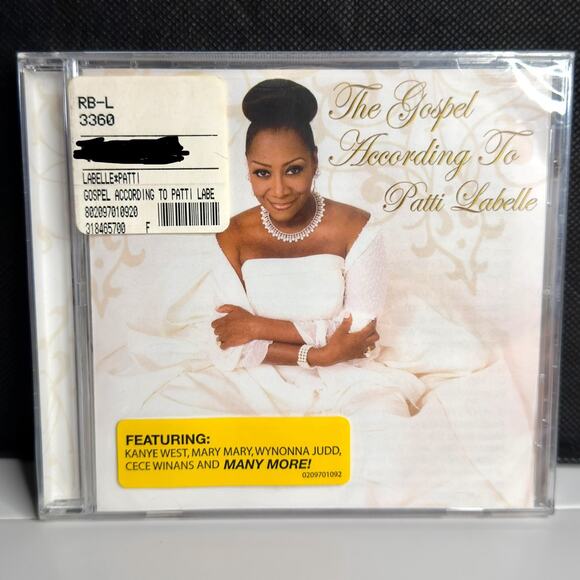 RB-L
3360
LABELLE*PATTI
GOSPEL ACCORDING TO PATTI LABE
802097010920
318465700 F
The Gospel
According To
Patti Labelle
FEATURING:
KANYE WEST, MARY MARY, WYNONNA JUDD,
CECE WINANS AND MANY MORE!
0209701092